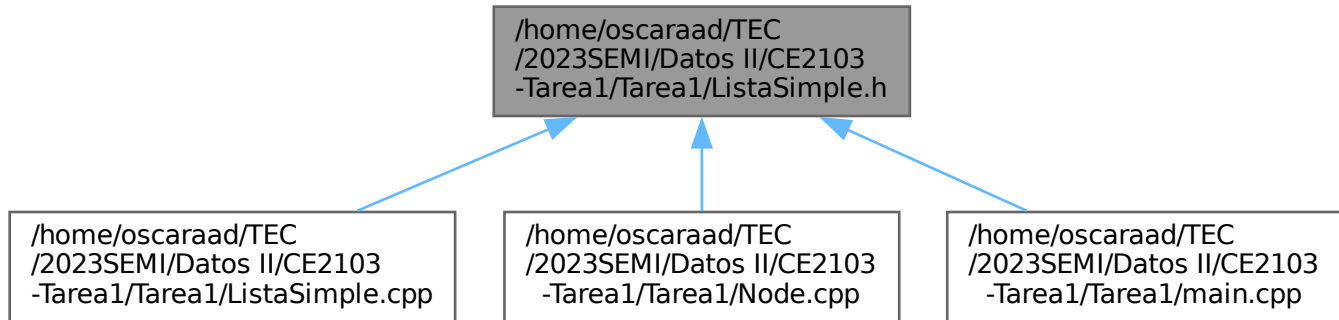 /home/oscaraad/TEC
/2023SEMI/Datos II/CE2103
-Tarea1/Tarea1/ListaSimple.h
/home/oscaraad/TEC
/2023SEMI/Datos II/CE2103
-Tarea1/Tarea1/ListaSimple.cpp
/home/oscaraad/TEC
/2023SEMI/Datos II/CE2103
-Tarea1/Tarea1/Node.cpp
/home/oscaraad/TEC
/2023SEMI/Datos II/CE2103
-Tarea1/Tarea1/main.cpp